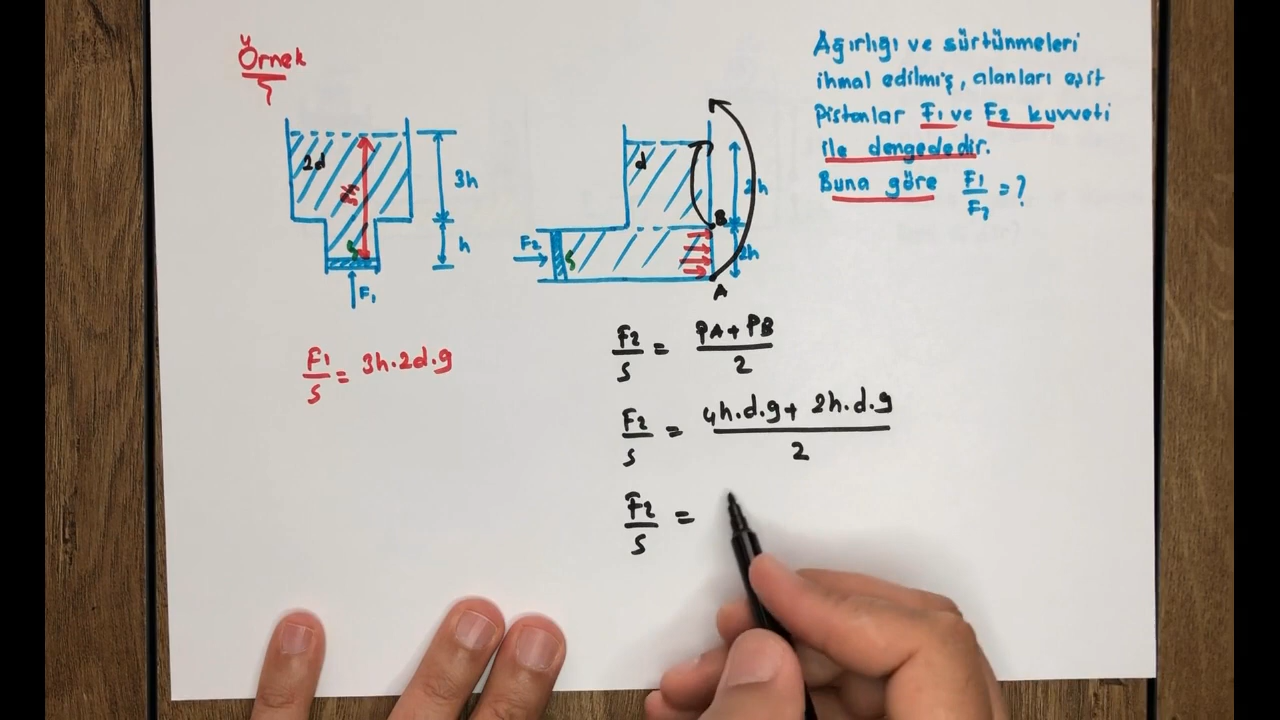 Örnek
Ağırlığı ve sürtünmeleri
ihmal edilmiş, alanları eşit
Pistonlar F1 ve F2 kuvveti
ile dengededir.
Buna göre F1/F2 = ?
2d
3h
h
S
F1
d
2h
B
F2
S
2h
A
F1/S = 3h.2d.g
F2/S = PA + PB / 2
F2/S = 4h.d.g + 2h.d.g / 2
F2/S =